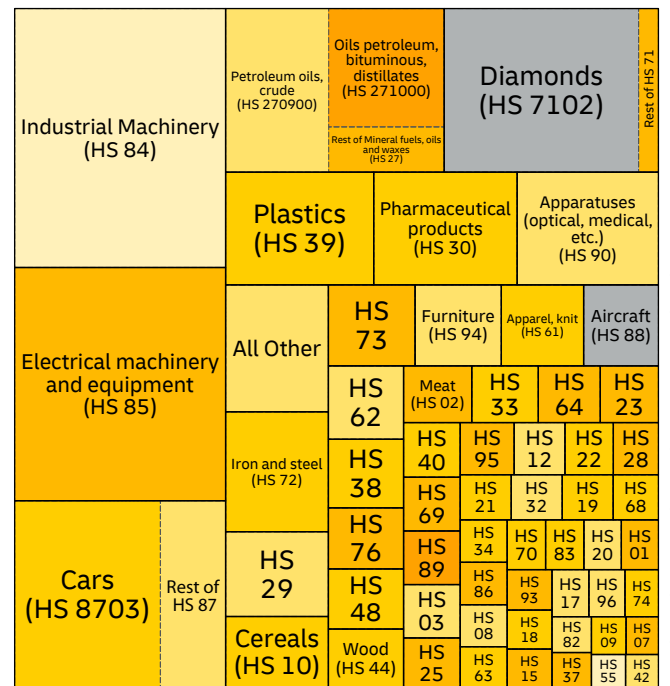 Industrial Machinery
(HS 84)
Electrical machinery
and equipment
(HS 85)
Cars
(HS 8703)
Rest of
HS 87
Petroleum oils,
crude
(HS 270900)
Oils petroleum,
bituminous,
distillates
(HS 271000)
Rest of Mineral fuels, oils
and waxes
(HS 27)
Diamonds
(HS 7102)
Rest of HS 71
Plastics
(HS 39)
Pharmaceutical
products
(HS 30)
Apparatuses
(optical, medical,
etc.)
(HS 90)
All Other
Iron and steel
(HS 72)
HS
29
Cereals
(HS 10)
HS
73
Furniture
(HS 94)
Apparel, knit
(HS 61)
Aircraft
(HS 88)
HS
62
HS
38
HS
76
HS
48
Wood
(HS 44)
Meat
(HS 02)
HS
33
HS
64
HS
23
HS
40
HS
69
HS
89
HS
03
HS
25
HS
95
HS
12
HS
22
HS
28
HS
21
HS
32
HS
19
HS
68
HS
34
HS
70
HS
83
HS
20
HS
01
HS
86
HS
93
HS
17
HS
96
HS
74
HS
08
HS
18
HS
82
HS
09
HS
07
HS
63
HS
15
HS
37
HS
55
HS
42